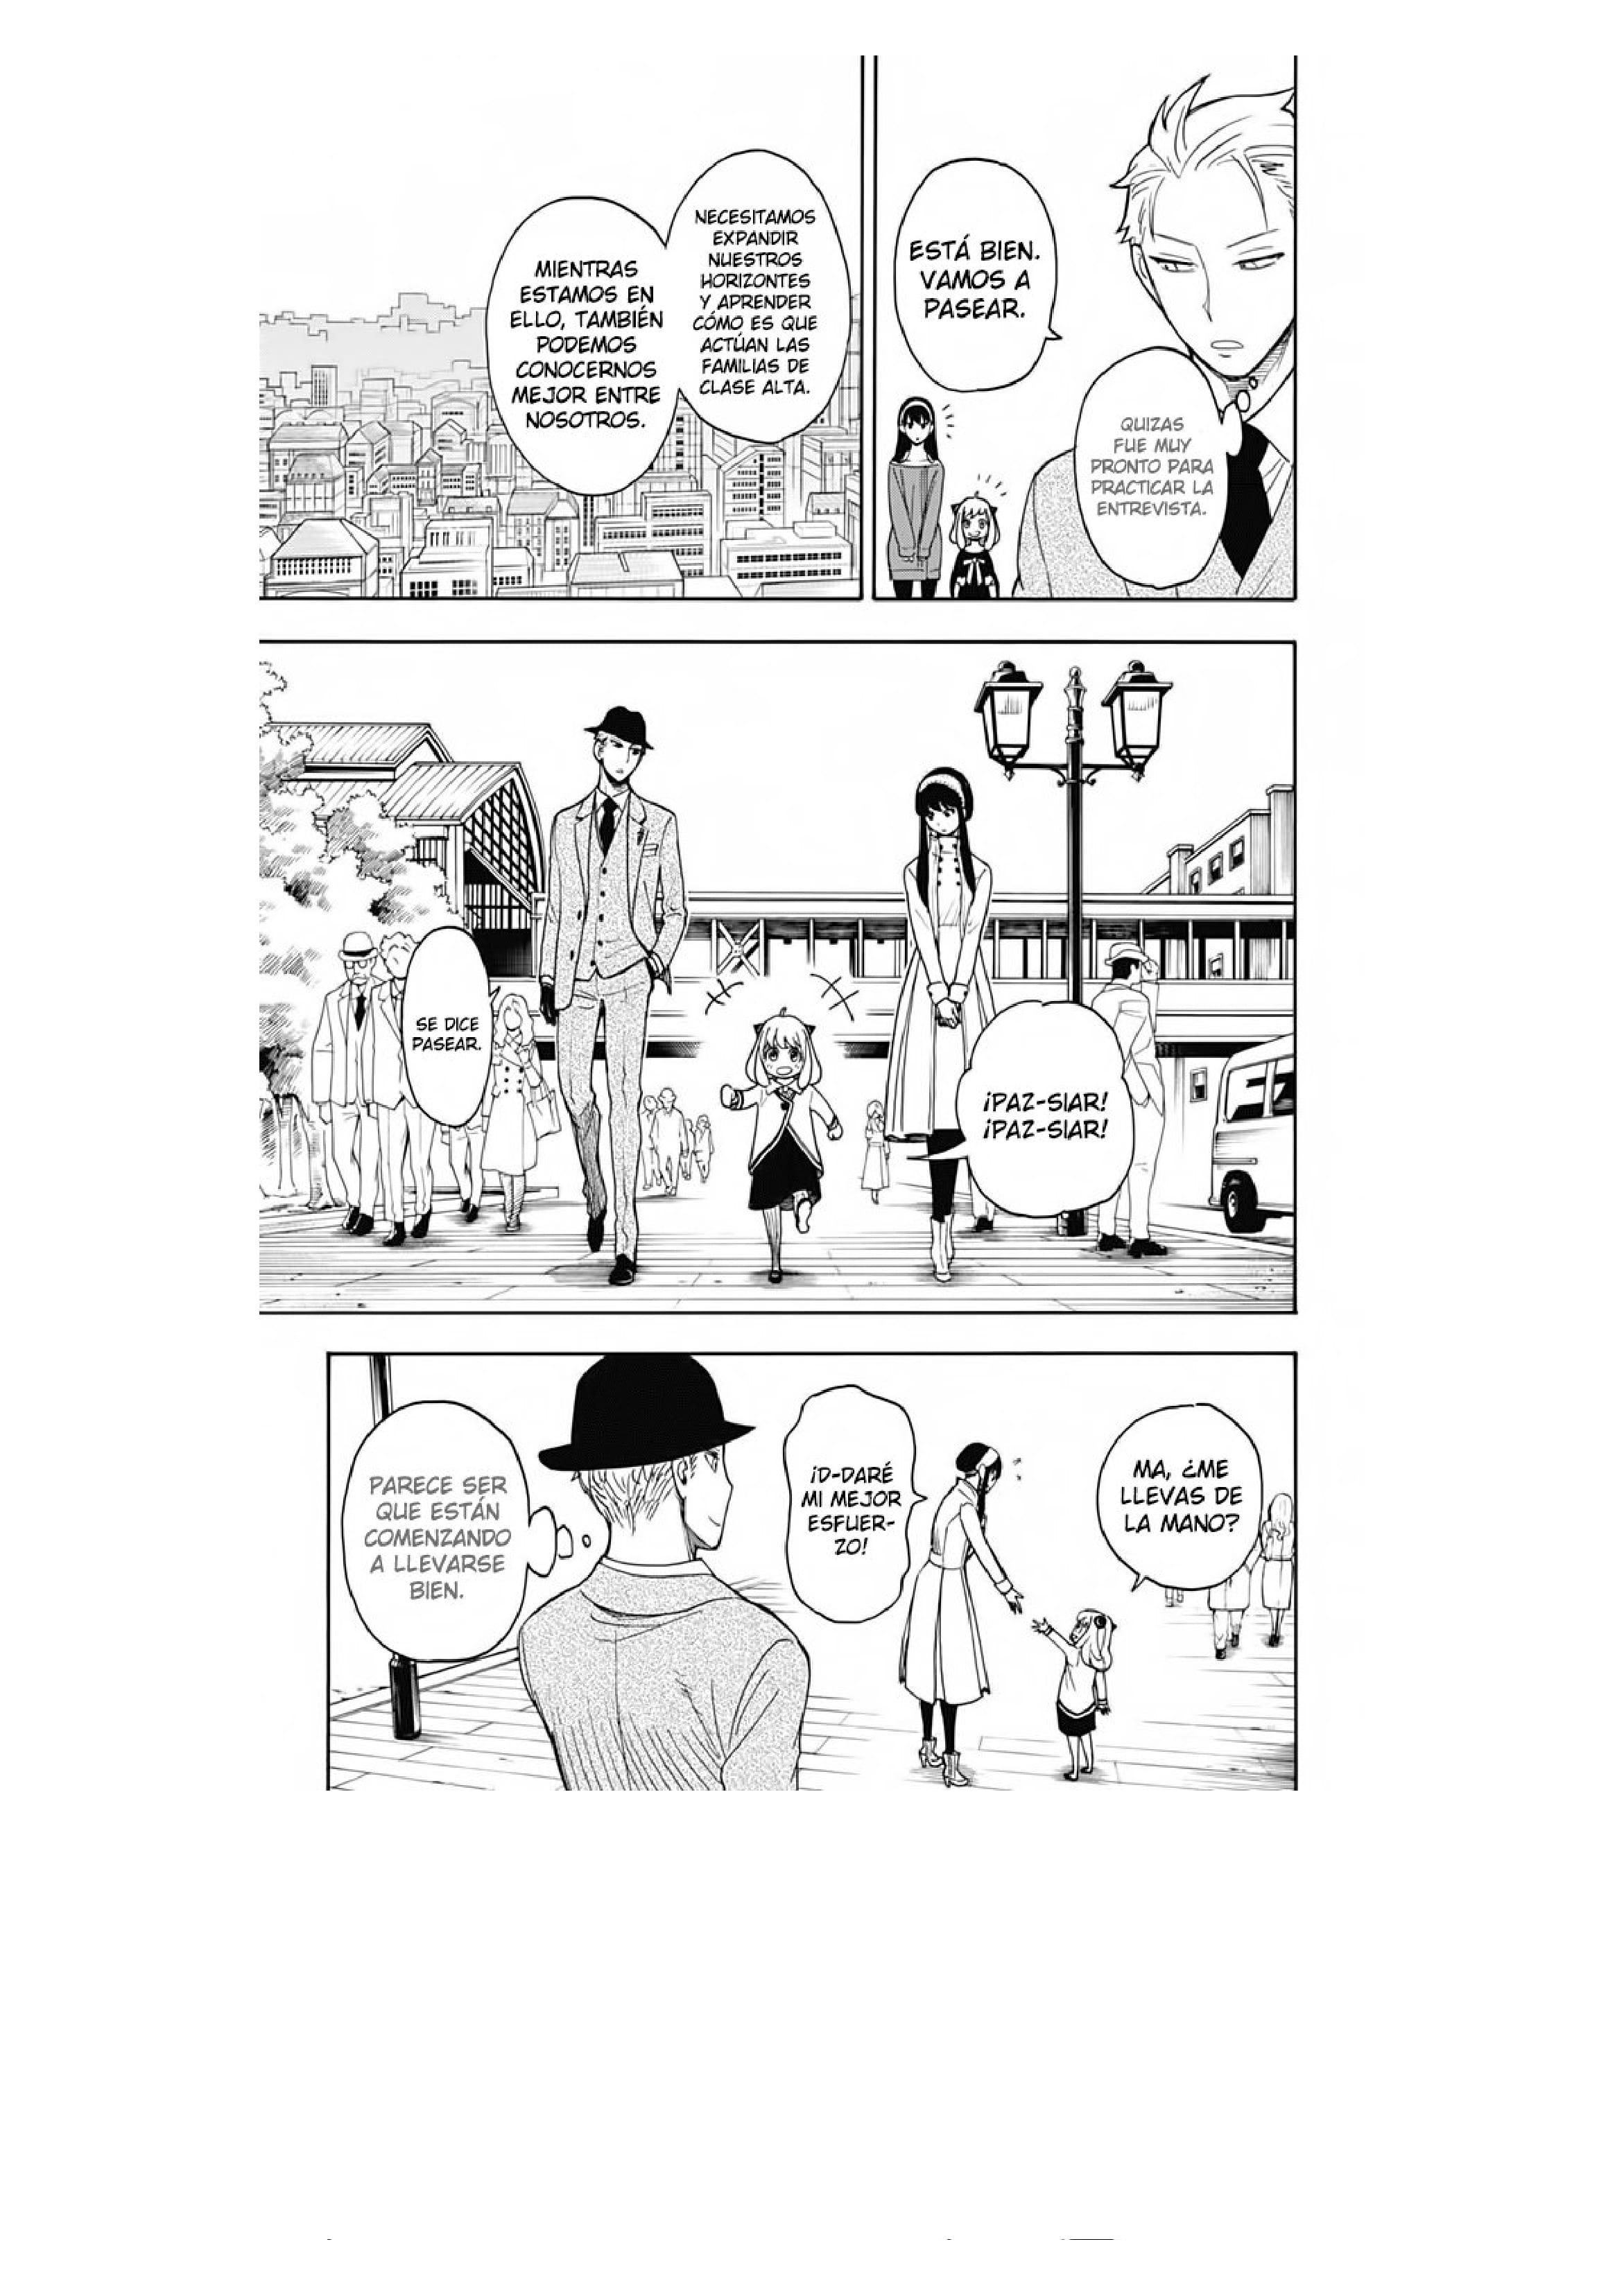 QUIZAS
FUE MUY
PRONTO PARA
PRACTICAR LA
ENTREVISTA.
ESTÁ BIEN.
VAMOS A
PASEAR.
NECESITAMOS
EXPANDIR
NUESTROS
HORIZONTES
Y APRENDER
CÓMO ES QUE
ACTÚAN LAS
FAMILIAS DE
CLASE ALTA.
MIENTRAS
ESTAMOS EN
ELLO, TAMBIÉN
PODEMOS
CONOCERNOS
MEJOR ENTRE
NOSOTROS.
¡PAZ-SIAR!
¡PAZ-SIAR!
SE DICE
PASEAR.
MA, ¿ME
LLEVAS DE
LA MANO?
¡D-DARÉ
MI MEJOR
ESFUER-
ZO!
PARECE SER
QUE ESTÁN
COMENZANDO
A LLEVARSE
BIEN.